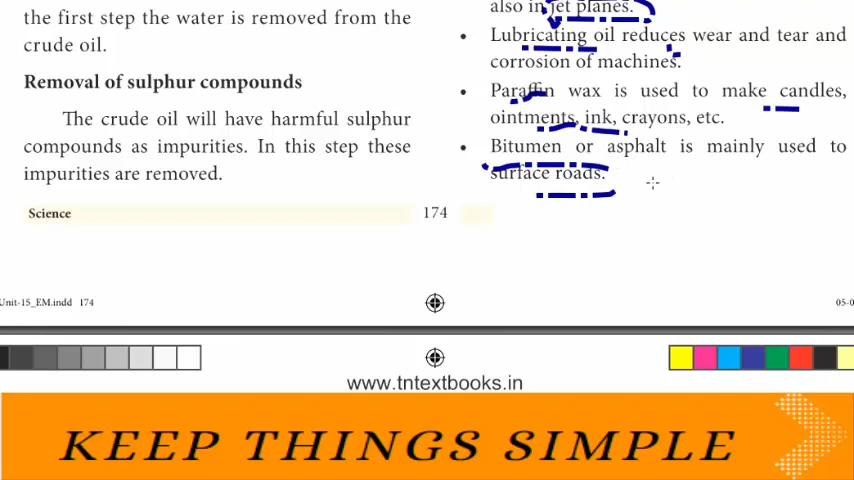 the first step the water is removed from the
crude oil.
Removal of sulphur compounds
The crude oil will have harmful sulphur
compounds as impurities. In this step these
impurities are removed.
also in jet planes.
• Lubricating oil reduces wear and tear and
corrosion of machines.
• Paraffin wax is used to make candles,
ointments, ink, crayons, etc.
• Bitumen or asphalt is mainly used to
surface roads.
Science
174
Unit-15_EM.indd 174
05-0
www.tntextbooks.in
KEEP THINGS SIMPLE